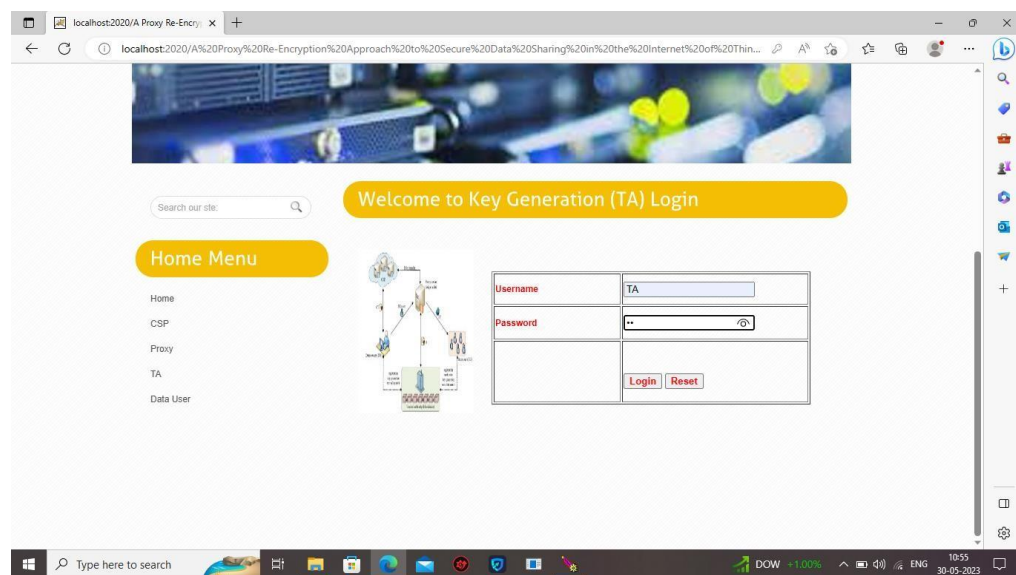 localhost:2020/A Proxy Re-Encry
localhost:2020/A%20Proxy%20Re-Encryption%20Approach%20to%20Secure%20Data%20Sharing%20in%20the%20Internet%20of%20Thin...
Welcome to Key Generation (TA) Login
Search our ste:
Home Menu
Home
CSP
Proxy
TA
Data User
Username
TA
Password
Login Reset
Type here to search
DOW +1.00%
ENG
10:55
30-05-2023